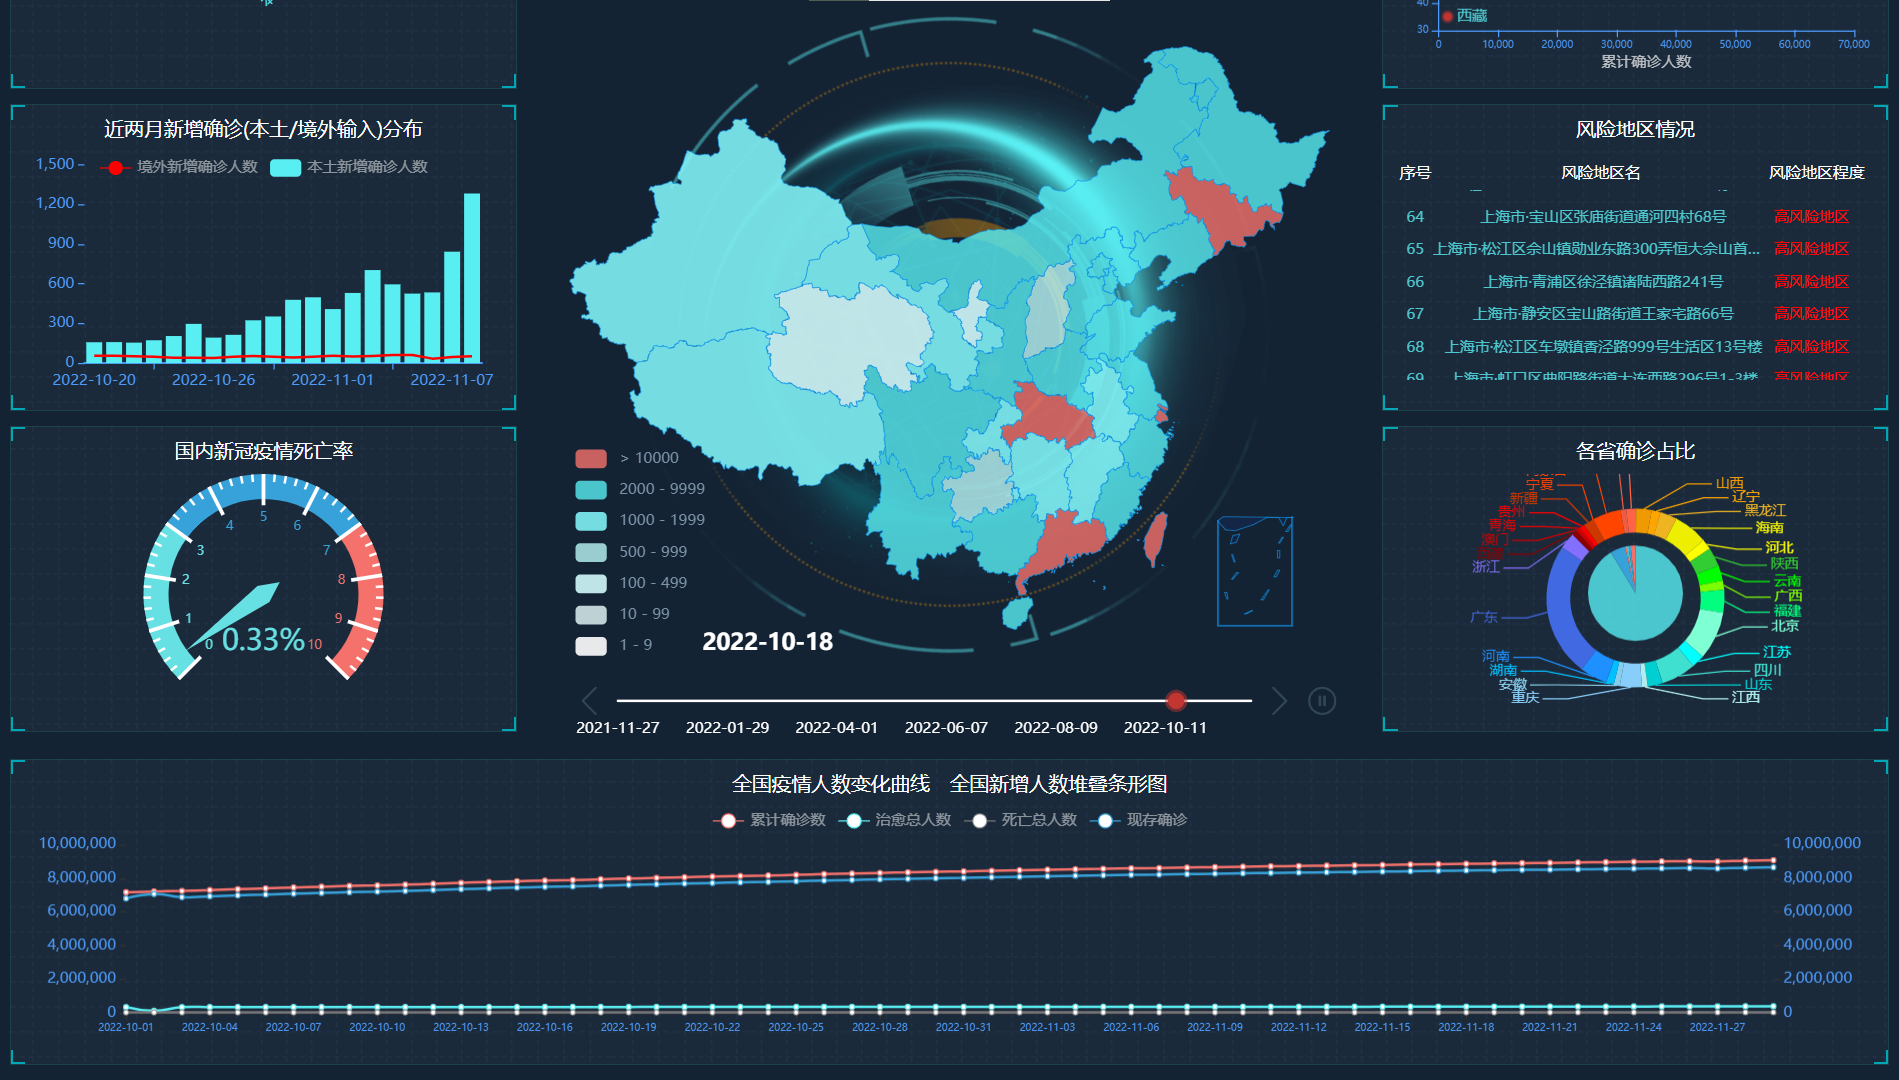 40
30
西藏
0
10,000
20,000
30,000
40,000
50,000
60,000
70,000
累计确诊人数
近两月新增确诊(本土/境外输入)分布
境外新增确诊人数
本土新增确诊人数
1,500
1,200
900
600
300
0
2022-10-20
2022-10-26
2022-11-01
2022-11-07
国内新冠疫情死亡率
0
1
2
3
4
5
6
7
8
9
10
0.33%
> 10000
2000 - 9999
1000 - 1999
500 - 999
100 - 499
10 - 99
1 - 9
2022-10-18
2021-11-27
2022-01-29
2022-04-01
2022-06-07
2022-08-09
2022-10-11
风险地区情况
序号 风险地区名 风险地区程度
64 上海市·宝山区张庙街道通河四村68号 高风险地区
65 上海市·松江区佘山镇勋业东路300弄恒大佘山首... 高风险地区
66 上海市·青浦区徐泾镇诸陆西路241号 高风险地区
67 上海市·静安区宝山路街道王家宅路66号 高风险地区
68 上海市·松江区车墩镇香泾路999号生活区13号楼 高风险地区
69 上海市·虹口区曲阳路街道大连西路296号1-3楼 高风险地区
各省确诊占比
宁夏
新疆
贵州
青海
澳门
浙江
广东
河南
湖南
安徽
重庆
山西
辽宁
黑龙江
海南
河北
陕西
云南
广西
福建
北京
江苏
四川
山东
江西
全国疫情人数变化曲线 全国新增人数堆叠条形图
累计确诊数
治愈总人数
死亡总人数
现存确诊
10,000,000
8,000,000
6,000,000
4,000,000
2,000,000
0
10,000,000
8,000,000
6,000,000
4,000,000
2,000,000
0
2022-10-01
2022-10-04
2022-10-07
2022-10-10
2022-10-13
2022-10-16
2022-10-19
2022-10-22
2022-10-25
2022-10-28
2022-10-31
2022-11-03
2022-11-06
2022-11-09
2022-11-12
2022-11-15
2022-11-18
2022-11-21
2022-11-24
2022-11-27